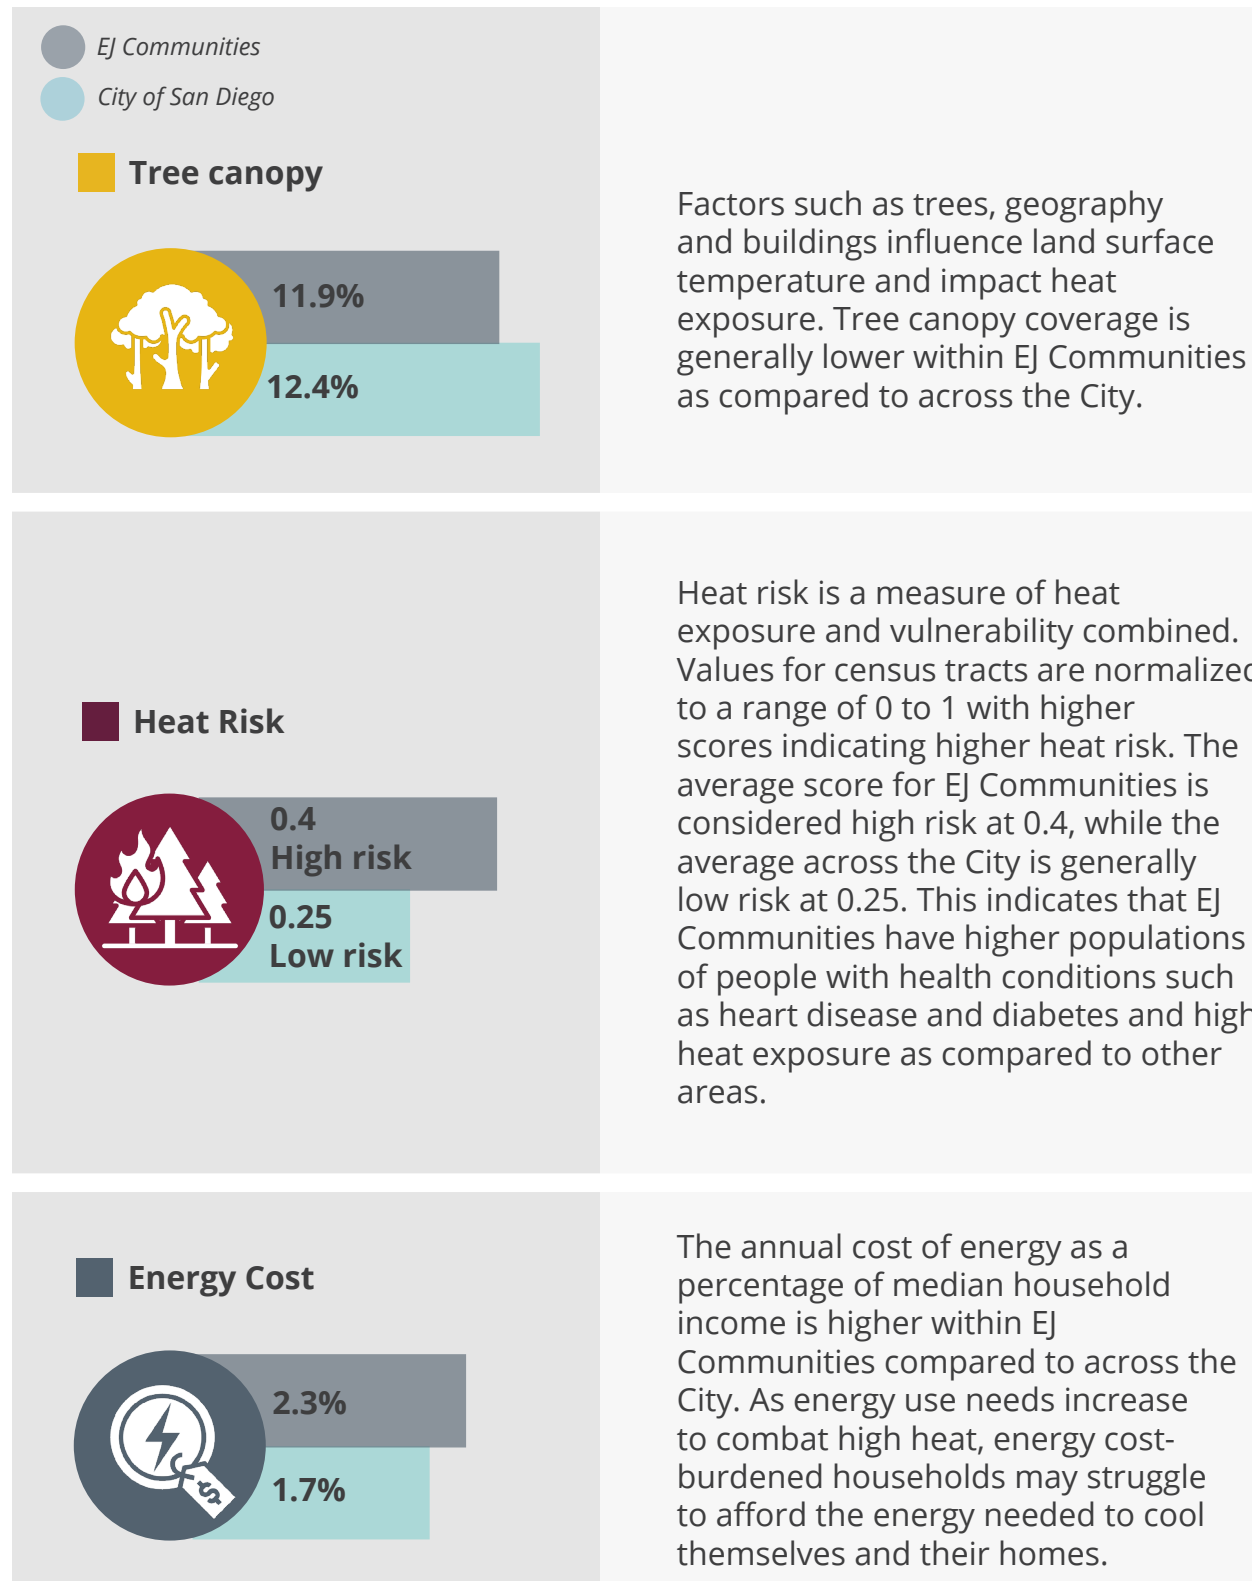 EJ Communities
City of San Diego
Tree canopy
11.9%
12.4%
Factors such as trees, geography
and buildings influence land surface
temperature and impact heat
exposure. Tree canopy coverage is
generally lower within EJ Communities
as compared to across the City.
Heat Risk
0.4
High risk
0.25
Low risk
Heat risk is a measure of heat
exposure and vulnerability combined.
Values for census tracts are normalized
to a range of 0 to 1 with higher
scores indicating higher heat risk. The
average score for EJ Communities is
considered high risk at 0.4, while the
average across the City is generally
low risk at 0.25. This indicates that EJ
Communities have higher populations
of people with health conditions such
as heart disease and diabetes and high
heat exposure as compared to other
areas.
Energy Cost
2.3%
1.7%
$
The annual cost of energy as a
percentage of median household
income is higher within EJ
Communities compared to across the
City. As energy use needs increase
to combat high heat, energy cost-
burdened households may struggle
to afford the energy needed to cool
themselves and their homes.